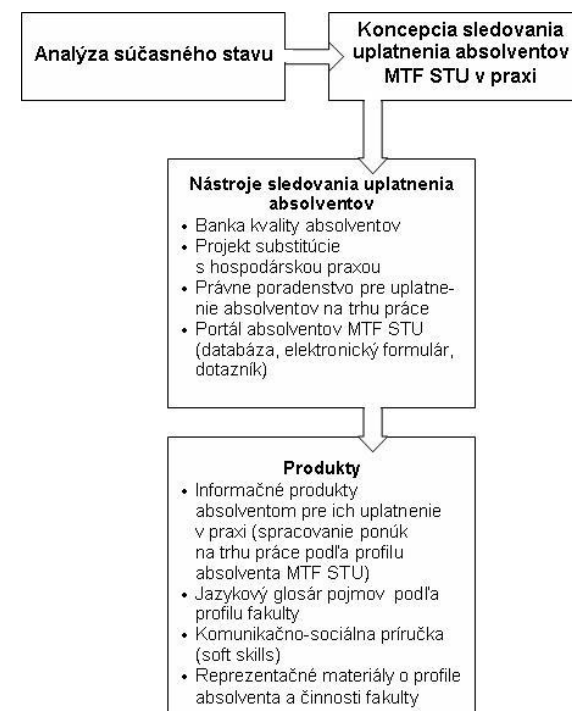 Analýza súčasného stavu
Koncepcia sledovania
uplatnenia absolventov
MTF STU v praxi
Nástroje sledovania uplatnenia
absolventov
• Banka kvality absolventov
• Projekt substitúcie
s hospodárskou praxou
• Právne poradenstvo pre uplatne-
nie absolventov na trhu práce
• Portál absolventov MTF STU
(databáza, elektronický formulár,
dotazník)
Produkty
• Informačné produkty
absolventom pre ich uplatnenie
v praxi (spracovanie ponúk
na trhu práce podľa profilu
absolventa MTF STU)
• Jazykový glosár pojmov podľa
profilu fakulty
• Komunikačno-sociálna príručka
(soft skills)
• Reprezentačné materiály o profile
absolventa a činnosti fakulty